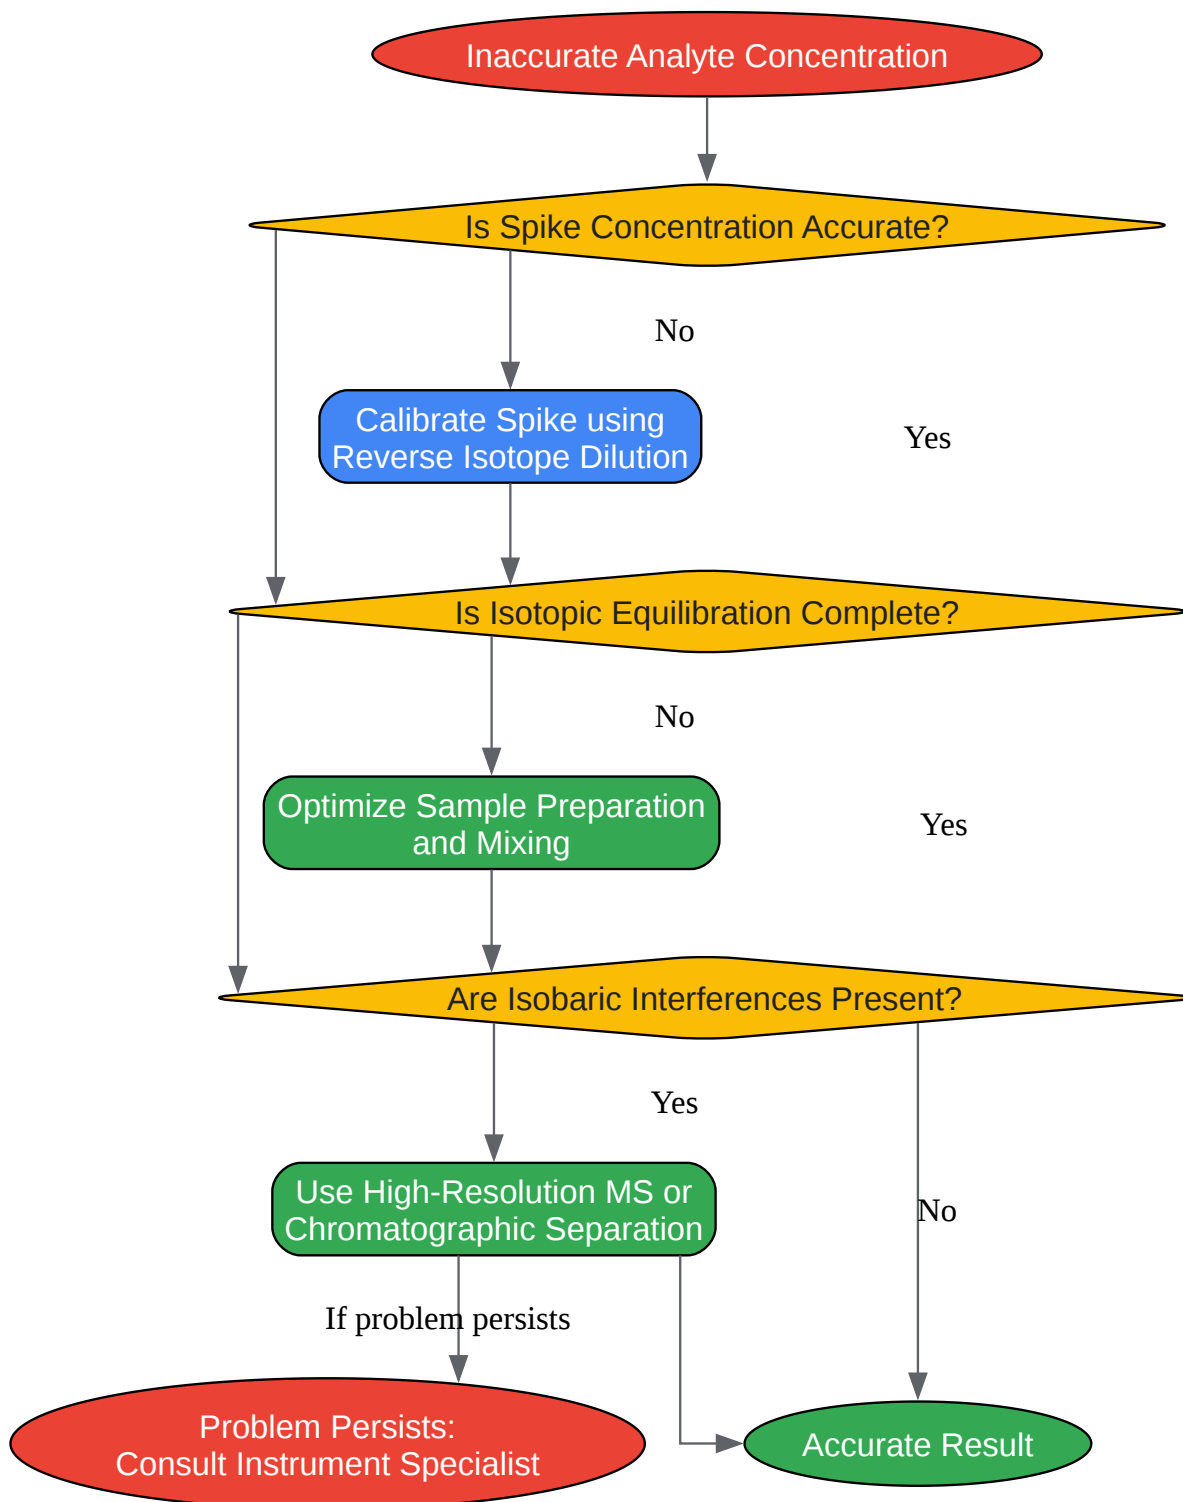 Inaccurate Analyte Concentration
Is Spike Concentration Accurate?
No
Calibrate Spike using
Reverse Isotope Dilution
Yes
Is Isotopic Equilibration Complete?
No
Optimize Sample Preparation
and Mixing
Yes
Are Isobaric Interferences Present?
Yes
Use High-Resolution MS or
Chromatographic Separation
No
If problem persists
Problem Persists:
Consult Instrument Specialist
Accurate Result